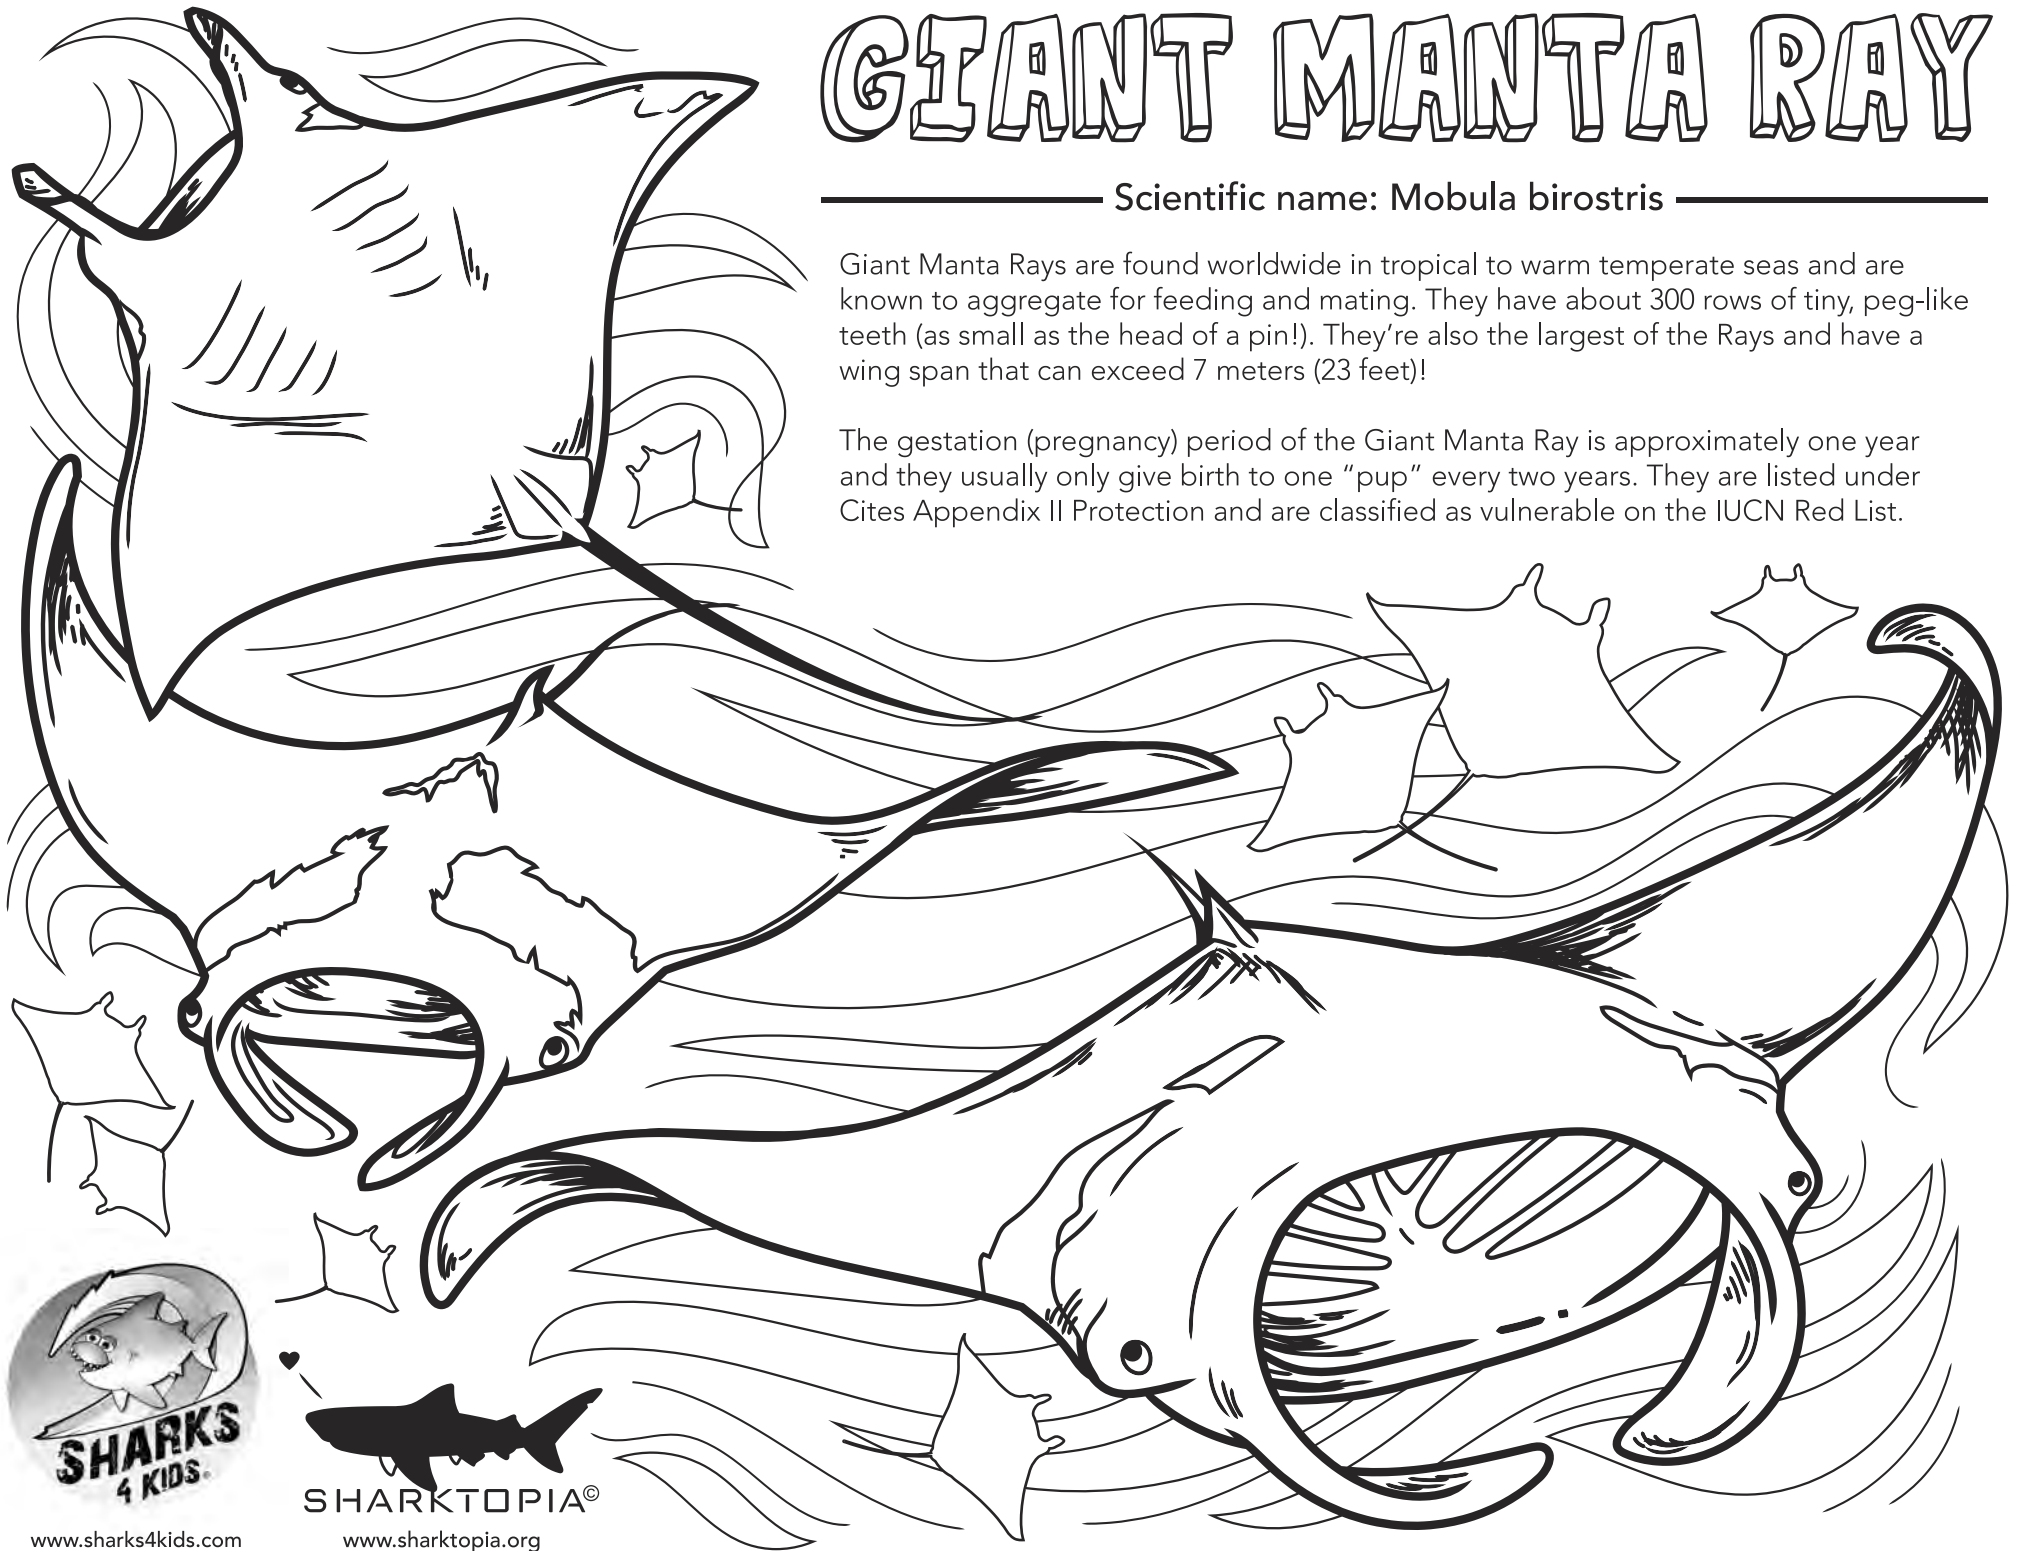 GIANT MANTA RAY
Scientific name: Mobula birostris
Giant Manta Rays are found worldwide in tropical to warm temperate seas and are
known to aggregate for feeding and mating. They have about 300 rows of tiny, peg-like
teeth (as small as the head of a pin!). They're also the largest of the Rays and have a
wing span that can exceed 7 meters (23 feet)!
The gestation (pregnancy) period of the Giant Manta Ray is approximately one year
and they usually only give birth to one “pup” every two years. They are listed under
Cites Appendix II Protection and are classified as vulnerable on the IUCN Red List.
SHARKS
4 KIDS
www.sharks4kids.com
SHARKTOPIA©
www.sharktopia.org